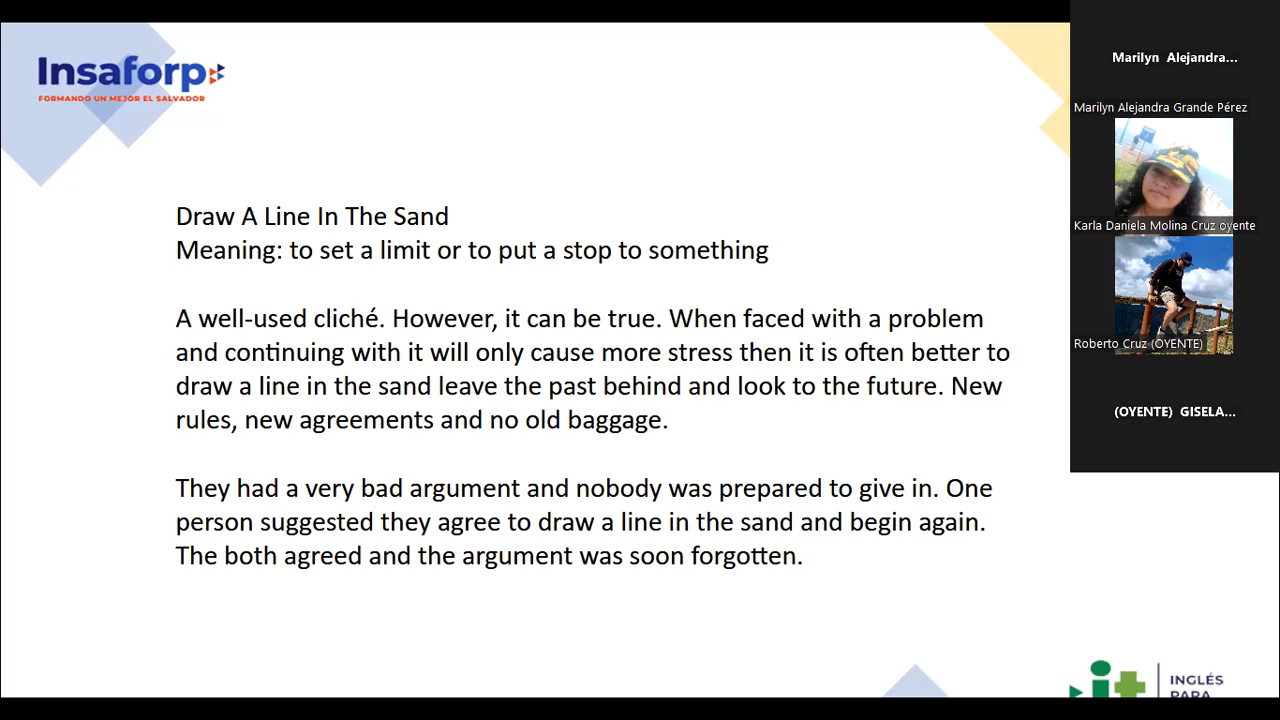 Insaforp
FORMANDO UN MEJOR EL SALVADOR
Draw A Line In The Sand
Meaning: to set a limit or to put a stop to something
A well-used cliché. However, it can be true. When faced with a problem
and continuing with it will only cause more stress then it is often better to
draw a line in the sand leave the past behind and look to the future. New
rules, new agreements and no old baggage.
They had a very bad argument and nobody was prepared to give in. One
person suggested they agree to draw a line in the sand and begin again.
The both agreed and the argument was soon forgotten.
Marilyn Alejandra...
Marilyn Alejandra Grande Pérez
Karla Daniela Molina Cruz oyente
Roberto Cruz (OYENTE)
(OYENTE) GISELA...
INGLÉS
PARA